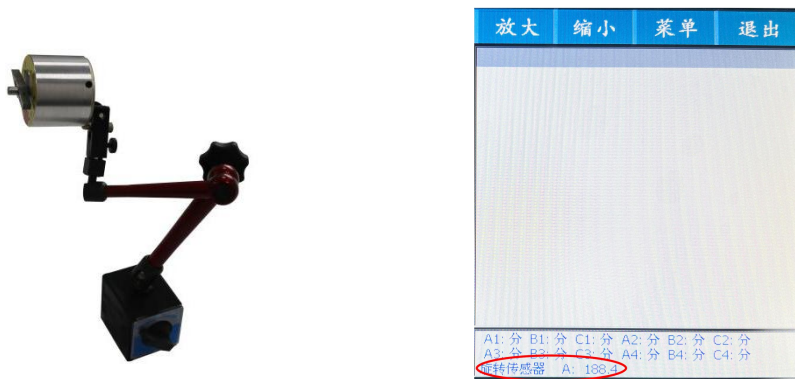 放大 缩小 菜单 退出
A1: 分 B1: 分 C1: 分 A2: 分 B2: 分 C2: 分
A3: 分 B3: 分 C3: 分 A4: 分 B4: 分 C4: 分
旋转传感器 A: 188.4